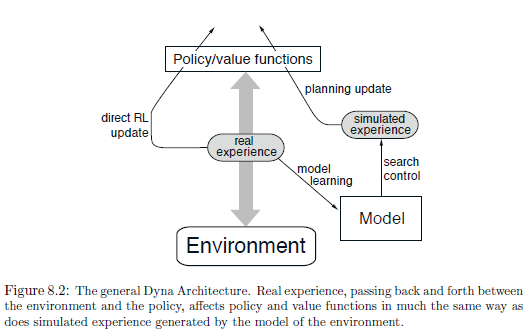 Policy/value functions
planning update
direct RL
update
simulated
experience
real
experience
model
learning
search
control
Model
Environment
Figure 8.2: The general Dyna Architecture. Real experience, passing back and forth between
the environment and the policy, affects policy and value functions in much the same way as
does simulated experience generated by the model of the environment.